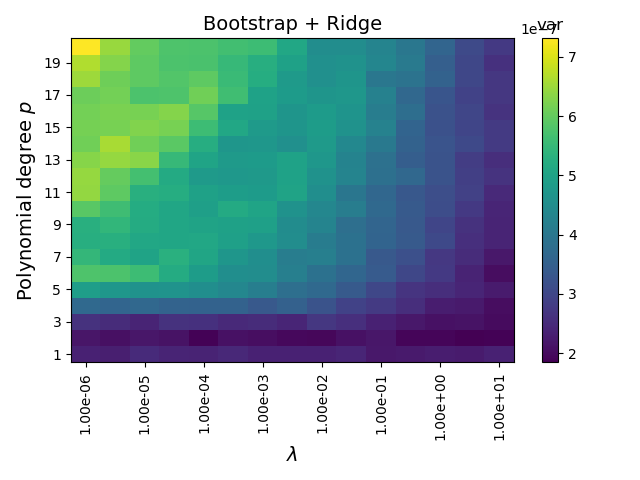 Bootstrap + Ridge
1e−7
var
Polynomial degree p
19
17
15
13
11
9
7
5
3
1
7
6
5
4
3
2
1.00e-06
1.00e-05
1.00e-04
1.00e-03
1.00e-02
1.00e-01
1.00e+00
1.00e+01
λ